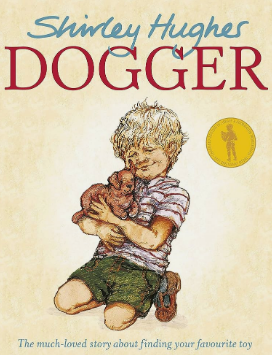 Shirley Hughes
DOGGER
The much-loved story about finding your favourite toy